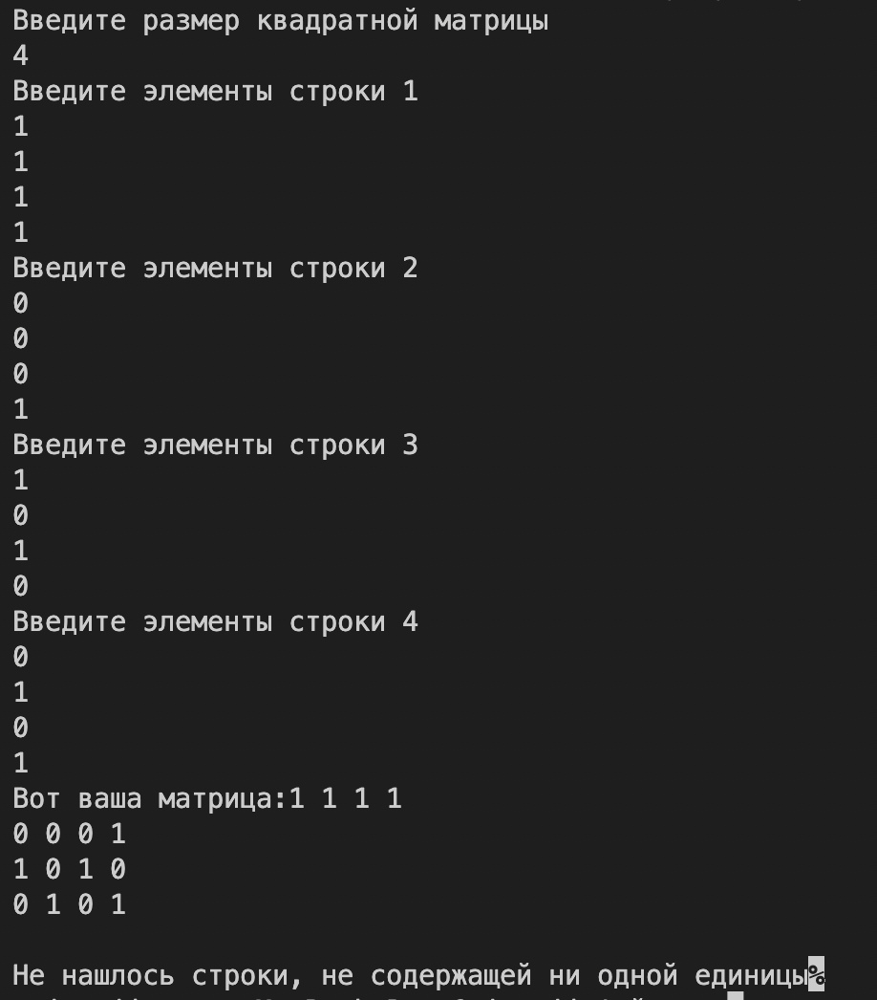 Введите размер квадратной матрицы
4
Введите элементы строки 1
1
1
1
1
Введите элементы строки 2
0
0
0
1
Введите элементы строки 3
1
0
1
0
Введите элементы строки 4
0
1
0
1
Вот ваша матрица:1 1 1 1
0 0 0 1
1 0 1 0
0 1 0 1
Не нашлось строки, не содержащей ни одной единицы%